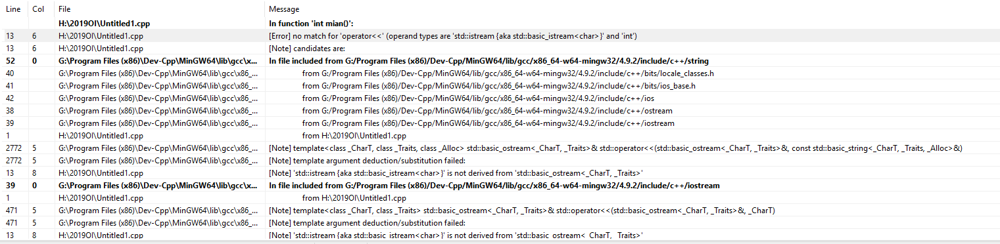 Line Col File Message
H:\2019OI\Untitled1.cpp In function 'int mian()':
13 6 H:\2019OI\Untitled1.cpp [Error] no match for 'operator<<' (operand types are 'std::istream {aka std::basic_istream<char>}' and 'int')
13 6 H:\2019OI\Untitled1.cpp [Note] candidates are:
52 0 G:\Program Files (x86)\Dev-Cpp\MinGW64\lib\gcc\x... In file included from G:/Program Files (x86)/Dev-Cpp/MinGW64/lib/gcc/x86_64-w64-mingw32/4.9.2/include/c++/string
40 G:\Program Files (x86)\Dev-Cpp\MinGW64\lib\gcc\x86_... from G:/Program Files (x86)/Dev-Cpp/MinGW64/lib/gcc/x86_64-w64-mingw32/4.9.2/include/c++/bits/locale_classes.h
41 G:\Program Files (x86)\Dev-Cpp\MinGW64\lib\gcc\x86_... from G:/Program Files (x86)/Dev-Cpp/MinGW64/lib/gcc/x86_64-w64-mingw32/4.9.2/include/c++/bits/ios_base.h
42 G:\Program Files (x86)\Dev-Cpp\MinGW64\lib\gcc\x86_... from G:/Program Files (x86)/Dev-Cpp/MinGW64/lib/gcc/x86_64-w64-mingw32/4.9.2/include/c++/ios
38 G:\Program Files (x86)\Dev-Cpp\MinGW64\lib\gcc\x86_... from G:/Program Files (x86)/Dev-Cpp/MinGW64/lib/gcc/x86_64-w64-mingw32/4.9.2/include/c++/ostream
39 G:\Program Files (x86)\Dev-Cpp\MinGW64\lib\gcc\x86_... from G:/Program Files (x86)/Dev-Cpp/MinGW64/lib/gcc/x86_64-w64-mingw32/4.9.2/include/c++/iostream
1 H:\2019OI\Untitled1.cpp from H:\2019OI\Untitled1.cpp
2772 5 G:\Program Files (x86)\Dev-Cpp\MinGW64\lib\gcc\x86_... [Note] template<class _CharT, class _Traits, class _Alloc> std::basic_ostream<_CharT, _Traits>& std::operator<<(std::basic_ostream<_CharT, _Traits>&, const std::basic_string<_CharT, _Traits, _Alloc>&)
2772 5 G:\Program Files (x86)\Dev-Cpp\MinGW64\lib\gcc\x86_... [Note] template argument deduction/substitution failed:
13 8 H:\2019OI\Untitled1.cpp [Note] 'std::istream {aka std::basic_istream<char>}' is not derived from 'std::basic_ostream<_CharT, _Traits>'
39 0 G:\Program Files (x86)\Dev-Cpp\MinGW64\lib\gcc\x... In file included from G:/Program Files (x86)/Dev-Cpp/MinGW64/lib/gcc/x86_64-w64-mingw32/4.9.2/include/c++/iostream
1 H:\2019OI\Untitled1.cpp from H:\2019OI\Untitled1.cpp
471 5 G:\Program Files (x86)\Dev-Cpp\MinGW64\lib\gcc\x86_... [Note] template<class _CharT, class _Traits> std::basic_ostream<_CharT, _Traits>& std::operator<<(std::basic_ostream<_CharT, _Traits>&, _CharT)
471 5 G:\Program Files (x86)\Dev-Cpp\MinGW64\lib\gcc\x86_... [Note] template argument deduction/substitution failed:
13 8 H:\2019OI\Untitled1.cpp [Note] 'std::istream {aka std::basic_istream<char>}' is not derived from 'std::basic_ostream<_CharT, _Traits>'